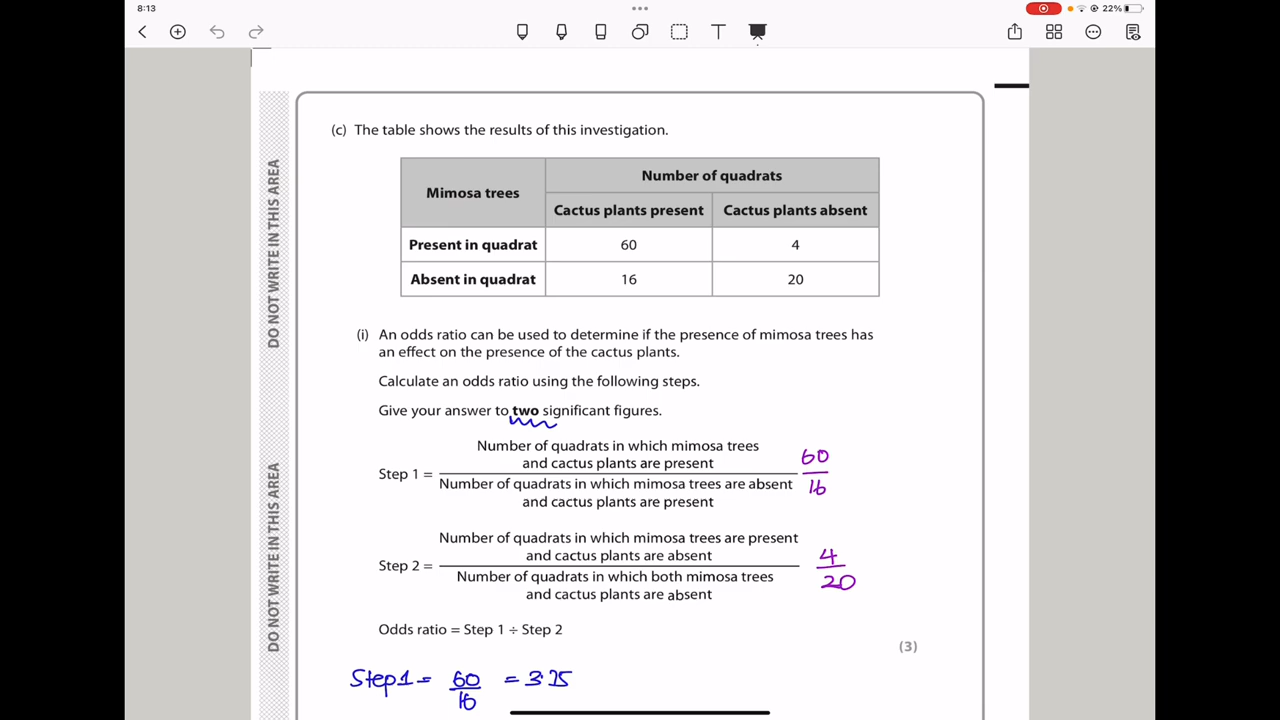 8:13
22%
(c) The table shows the results of this investigation.
Mimosa trees
Number of quadrats
Cactus plants present
Cactus plants absent
Present in quadrat
60
4
Absent in quadrat
16
20
(i) An odds ratio can be used to determine if the presence of mimosa trees has
an effect on the presence of the cactus plants.
Calculate an odds ratio using the following steps.
Give your answer to two significant figures.
Number of quadrats in which mimosa trees
and cactus plants are present
Step 1 =
Number of quadrats in which mimosa trees are absent
and cactus plants are present
60
16
Number of quadrats in which mimosa trees are present
and cactus plants are absent
Step 2 =
Number of quadrats in which both mimosa trees
and cactus plants are absent
4
20
Odds ratio = Step 1 ÷ Step 2
(3)
Step 1 = 60 = 3.75
16
DO NOT WRITE IN THIS AREA
DO NOT WRITE IN THIS AREA